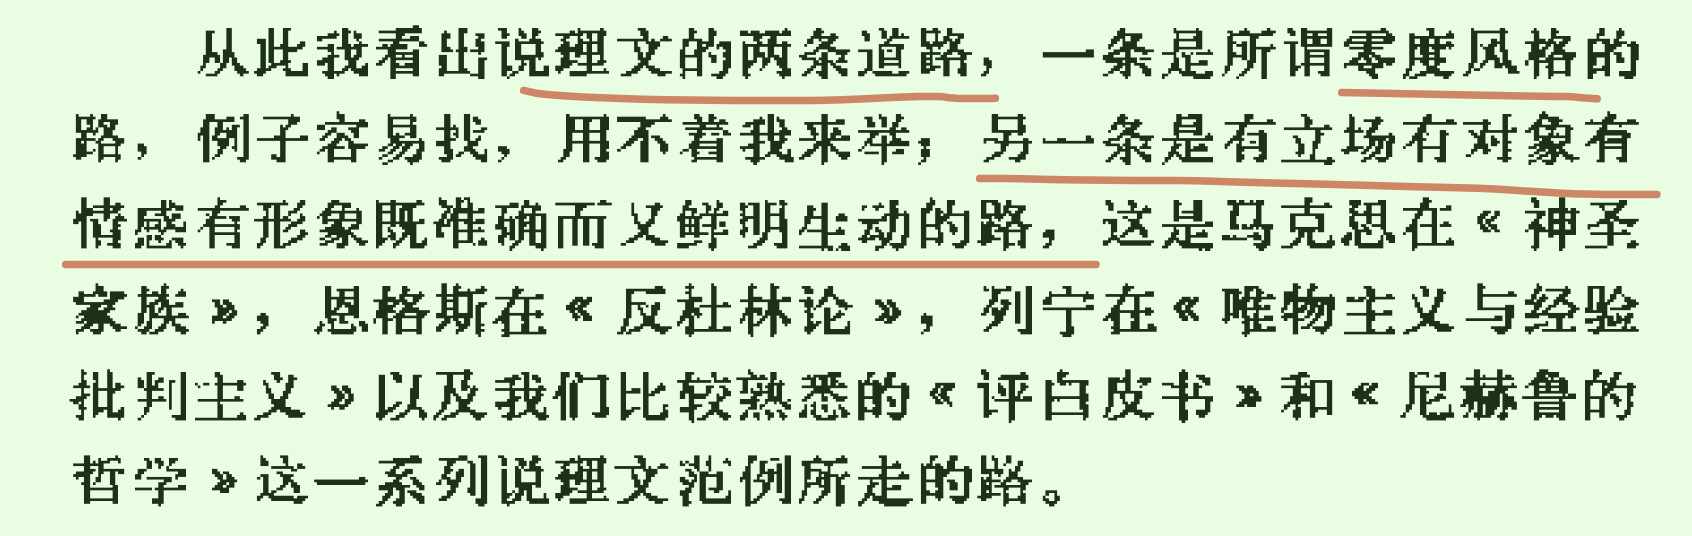 从此我看出说理文的两条道路，一条是所谓零度风格的
路，例子容易找，用不着我来举；另一条是有立场有对象有
情感有形象既准确而又鲜明生动的路，这是马克思在《神圣
家族》，恩格斯在《反杜林论》，列宁在《唯物主义与经验
批判主义》以及我们比较熟悉的《评白皮书》和《尼赫鲁的
哲学》这一系列说理文范例所走的路。